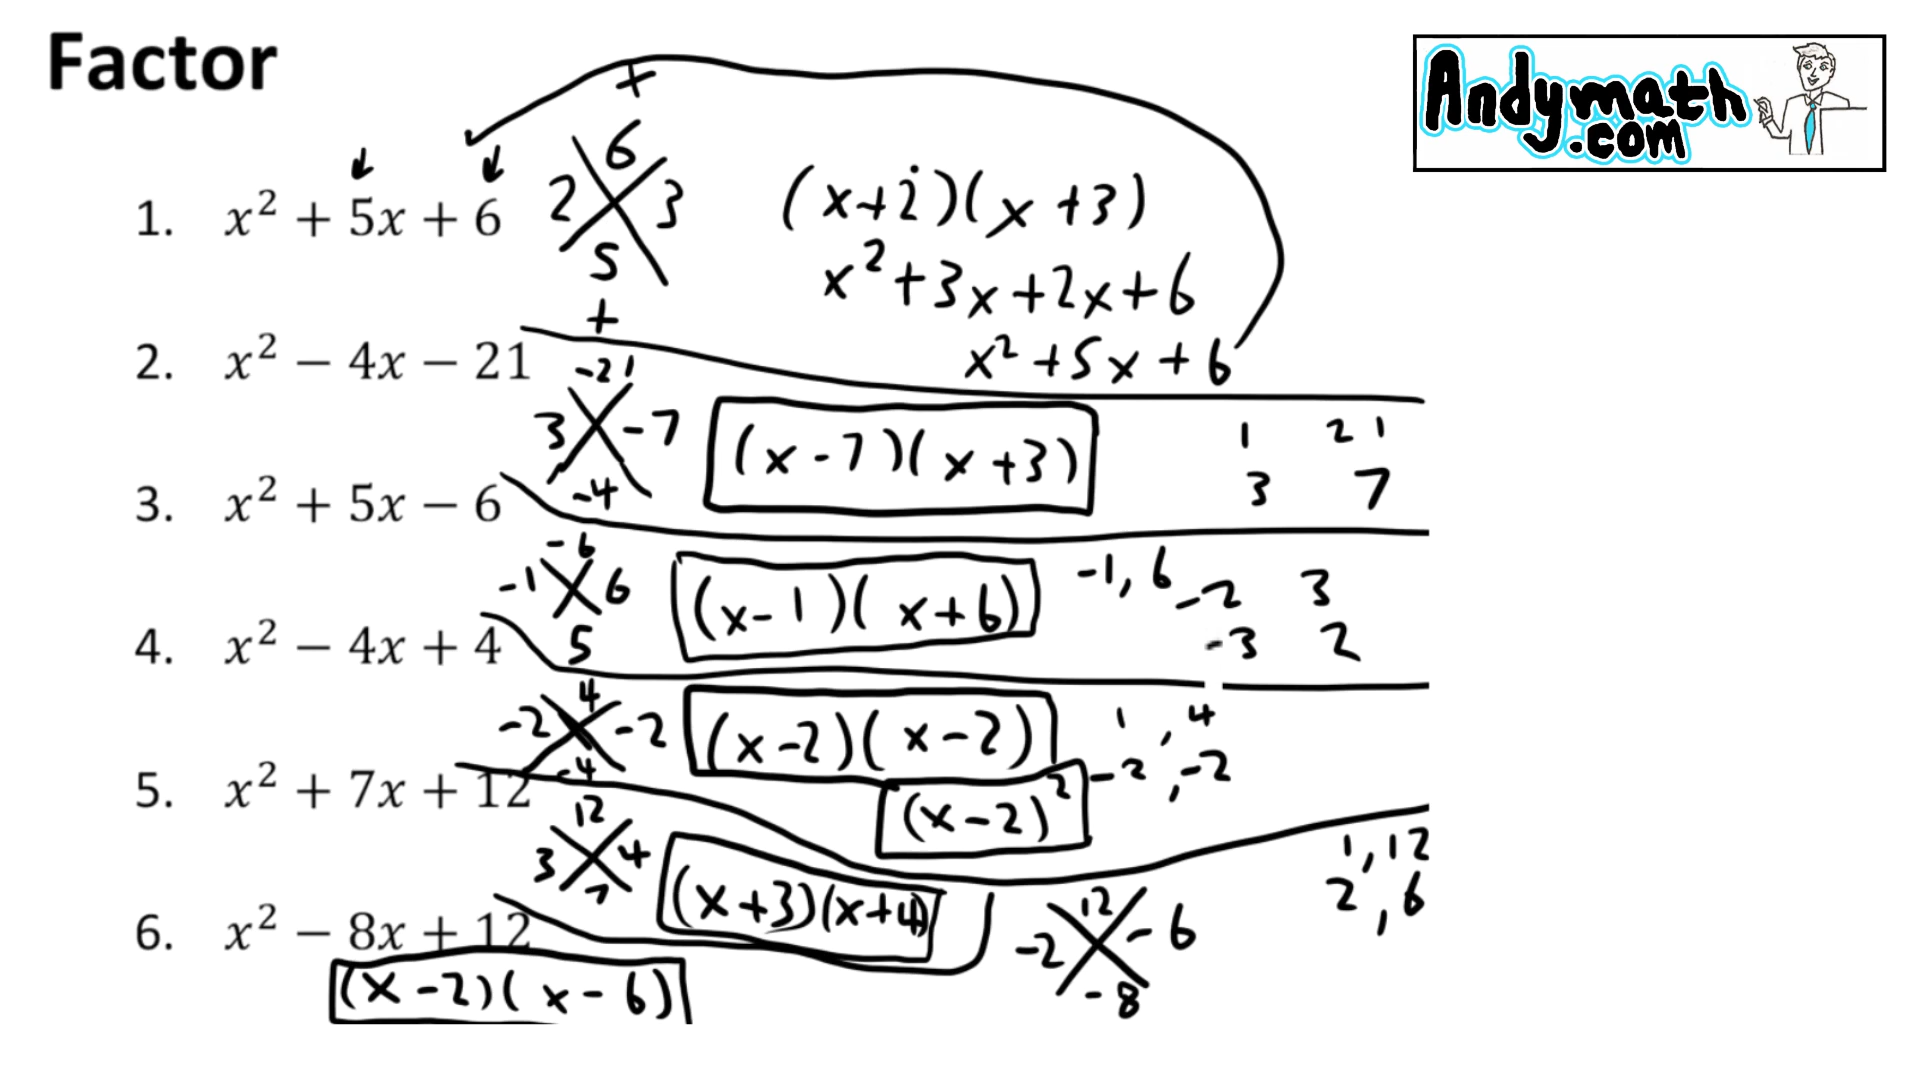 Factor
Andymath
.com
+
1. x² + 5x + 6
6
2 3
5
+
(x+2)(x+3)
x²+3x+2x+6
x²+5x+6
2. x² − 4x − 21
-21
3 -7
-4
(x-7)(x+3)
1 21
3 7
3. x² + 5x − 6
-6
-1 6
5
(x-1)(x+6)
-1, 6
-2 3
-3 2
4. x² − 4x + 4
4
-2 -2
-4
(x-2)(x-2)
(x-2)²
1, 4
-2, -2
5. x² + 7x + 12
12
3 4
7
(x+3)(x+4)
1, 12
2, 6
6. x² − 8x + 12
12
-2 -6
-8
(x-2)(x-6)